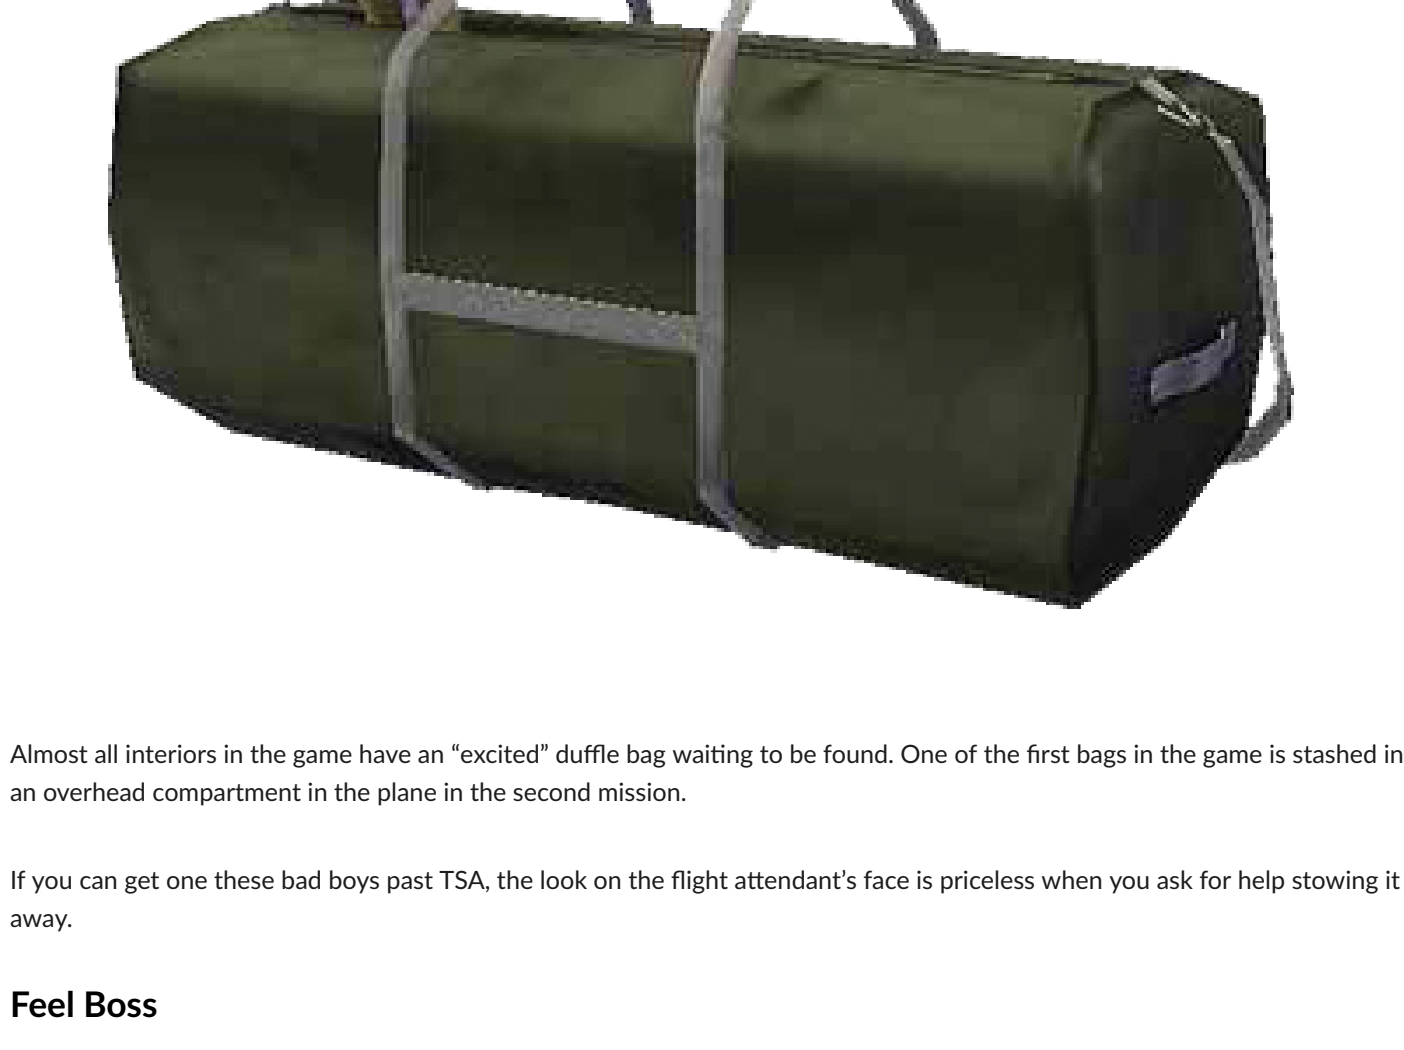 Almost all interiors in the game have an “excited” duffle bag waiting to be found. One of the first bags in the game is stashed in
an overhead compartment in the plane in the second mission.
If you can get one these bad boys past TSA, the look on the flight attendant’s face is priceless when you ask for help stowing it
away.
Feel Boss